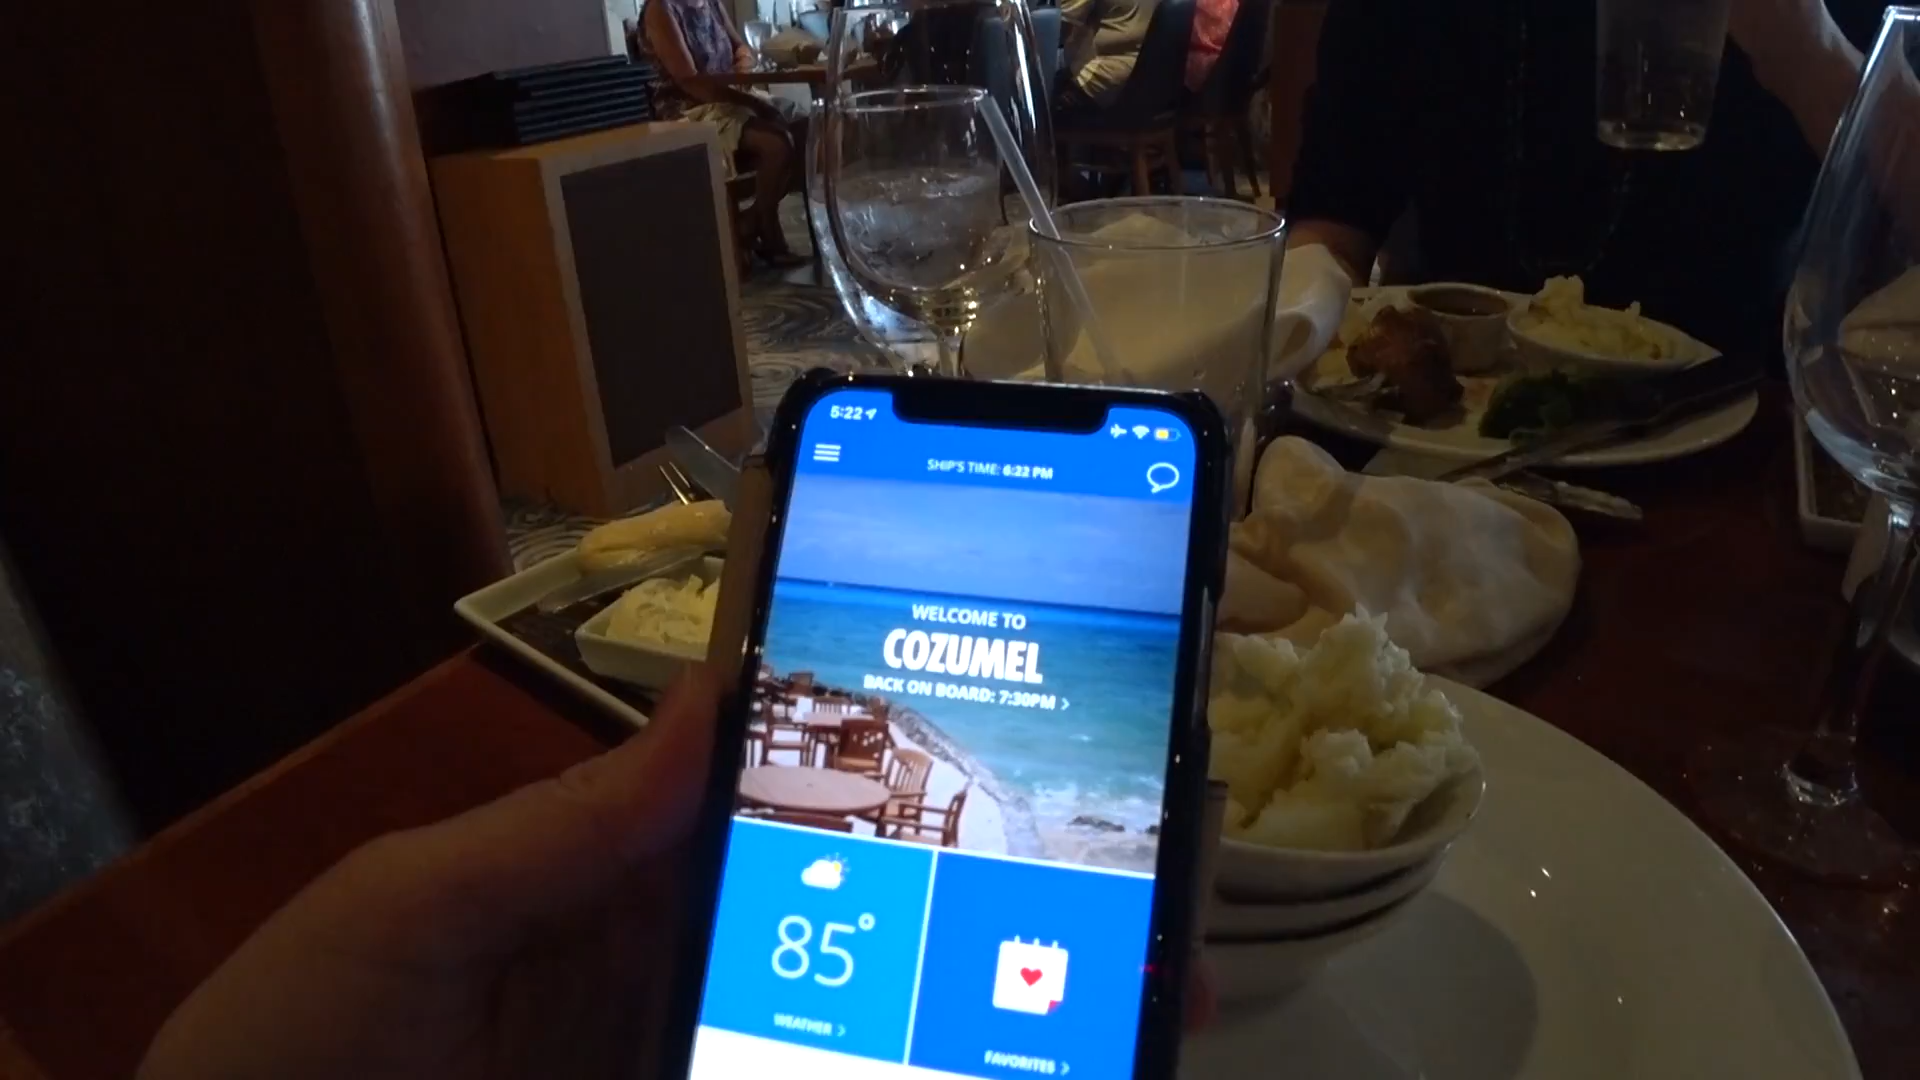 5:22
SHIP'S TIME: 6:22 PM
WELCOME TO
COZUMEL
BACK ON BOARD: 7:30PM >
85°
WEATHER >
FAVORITES >